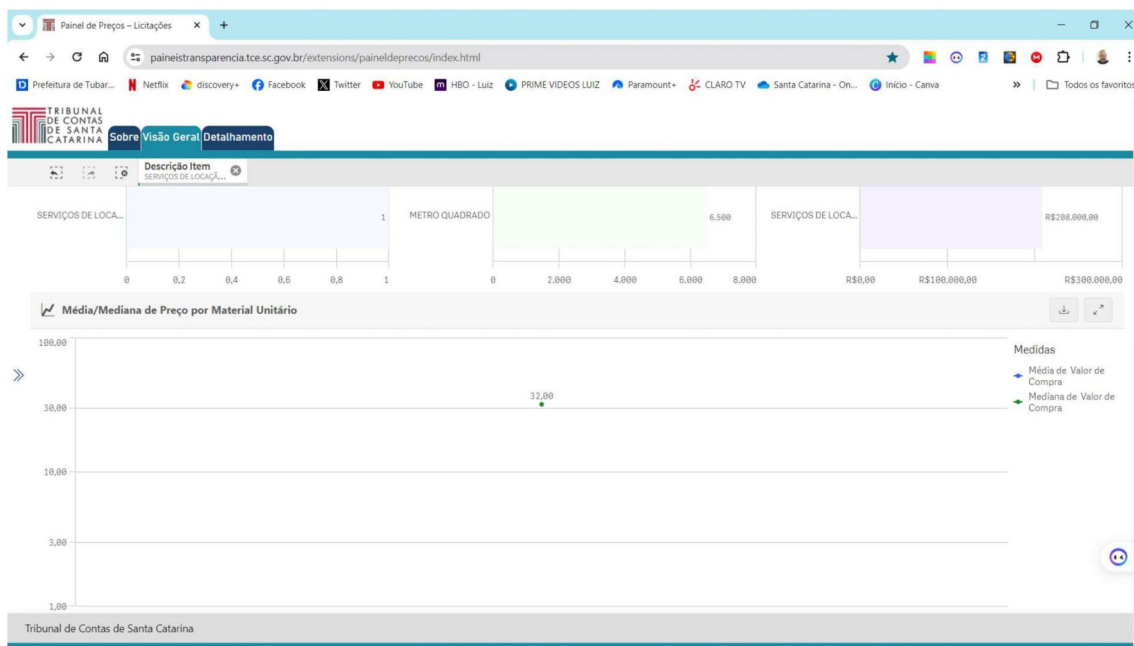 Painel de Preços – Licitações
paineistransparencia.tce.sc.gov.br/extensions/paineldeprecos/index.html
Prefeitura de Tubar... Netflix discovery+ Facebook Twitter YouTube HBO - Luiz PRIME VIDEOS LUIZ Paramount+ CLARO TV Santa Catarina - On... Início - Canva » Todos os favoritos
TRIBUNAL
DE CONTAS
DE SANTA
CATARINA
Sobre Visão Geral Detalhamento
Descrição Item
SERVIÇOS DE LOCAÇÃ...
SERVIÇOS DE LOCA... 1 METRO QUADRADO 6.500 SERVIÇOS DE LOCA... R$208.000,00
0 0,2 0,4 0,6 0,8 1 0 2.000 4.000 6.000 8.000 R$0,00 R$100.000,00 R$300.000,00
Média/Mediana de Preço por Material Unitário
100,00
30,00
10,00
3,00
1,00
32,00
Medidas
Média de Valor de
Compra
Mediana de Valor de
Compra
Tribunal de Contas de Santa Catarina